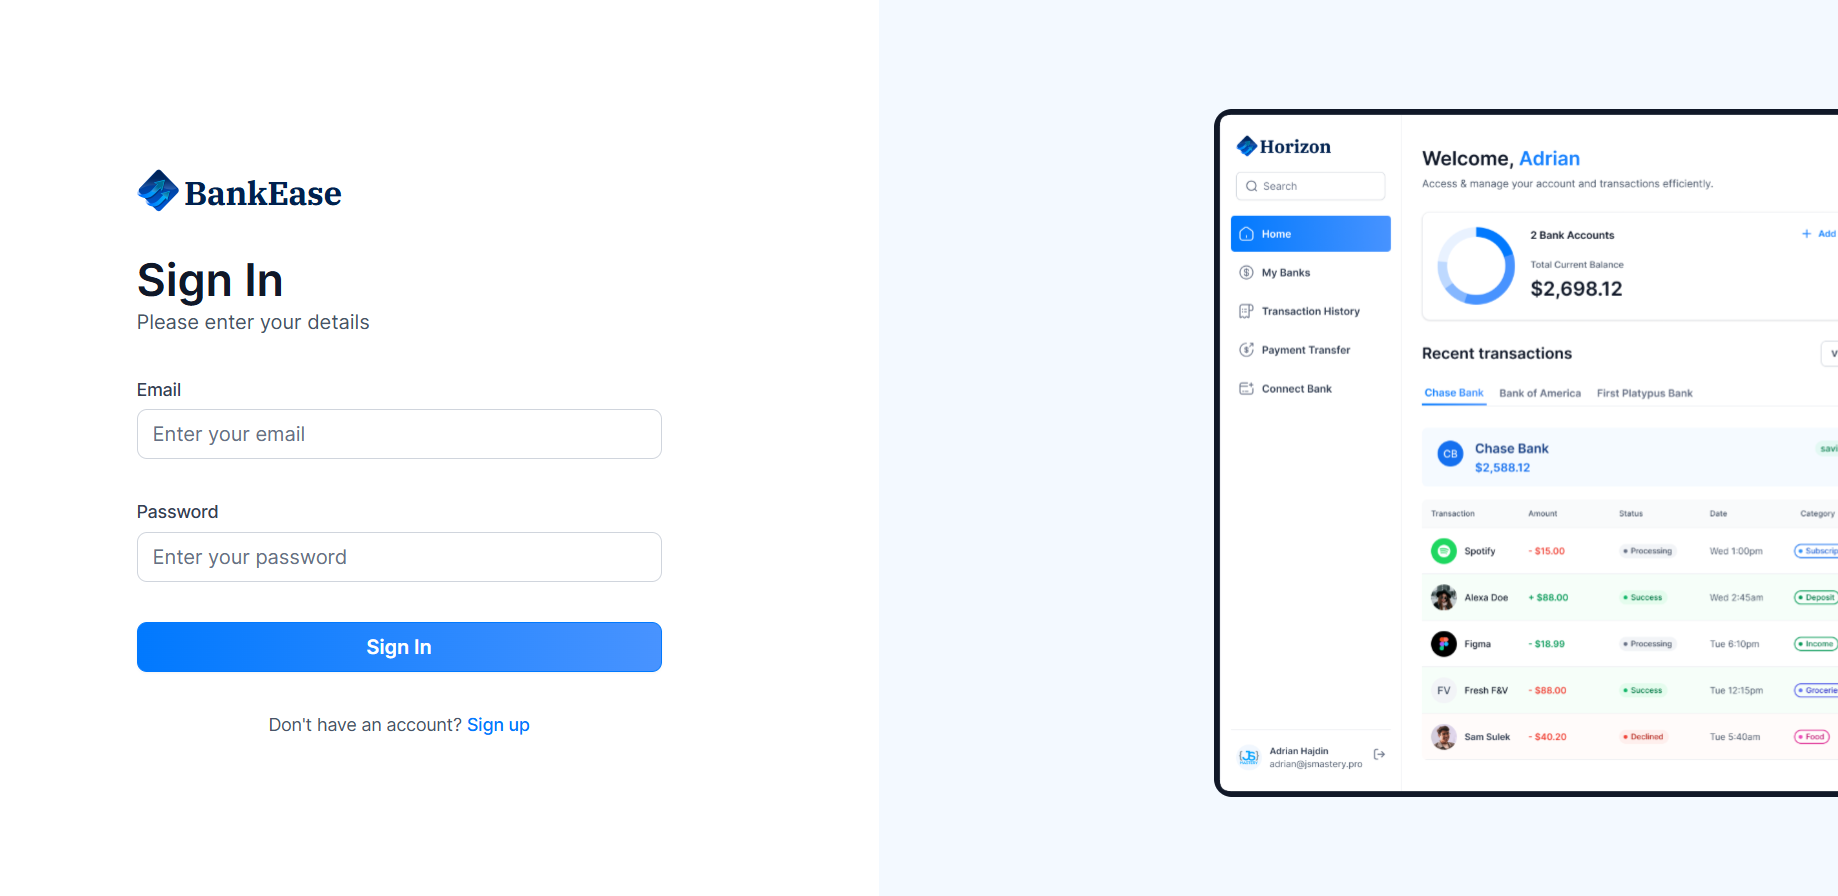 BankEase
Sign In
Please enter your details
Email
Enter your email
Password
Enter your password
Sign In
Don't have an account? Sign up
Horizon
Search
Home
My Banks
Transaction History
Payment Transfer
Connect Bank
Adrian Hajdin
adrian@jsmastery.pro
Welcome, Adrian
Access & manage your account and transactions efficiently.
2 Bank Accounts
+ Add
Total Current Balance
$2,698.12
Recent transactions
V
Chase Bank Bank of America First Platypus Bank
CB
Chase Bank
$2,588.12
savi
Transaction Amount Status Date Category
Spotify - $15.00 Processing Wed 1:00pm Subscrip
Alexa Doe + $88.00 Success Wed 2:45am Deposit
Figma - $18.99 Processing Tue 6:10pm Income
FV Fresh F&V - $88.00 Success Tue 12:15pm Grocerie
Sam Sulek - $40.20 Declined Tue 5:40am Food